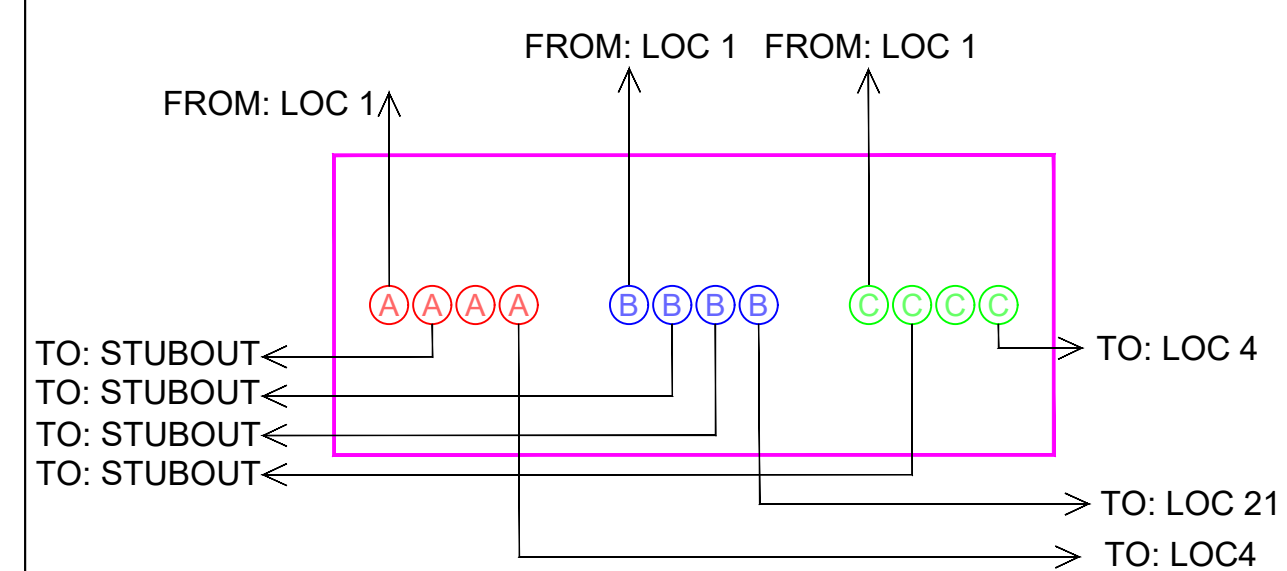 FROM: LOC 1 FROM: LOC 1
FROM: LOC 1
A A A A B B B B C C C C
TO: STUBOUT
TO: LOC 4
TO: STUBOUT
TO: STUBOUT
TO: STUBOUT
TO: LOC 21
TO: LOC4